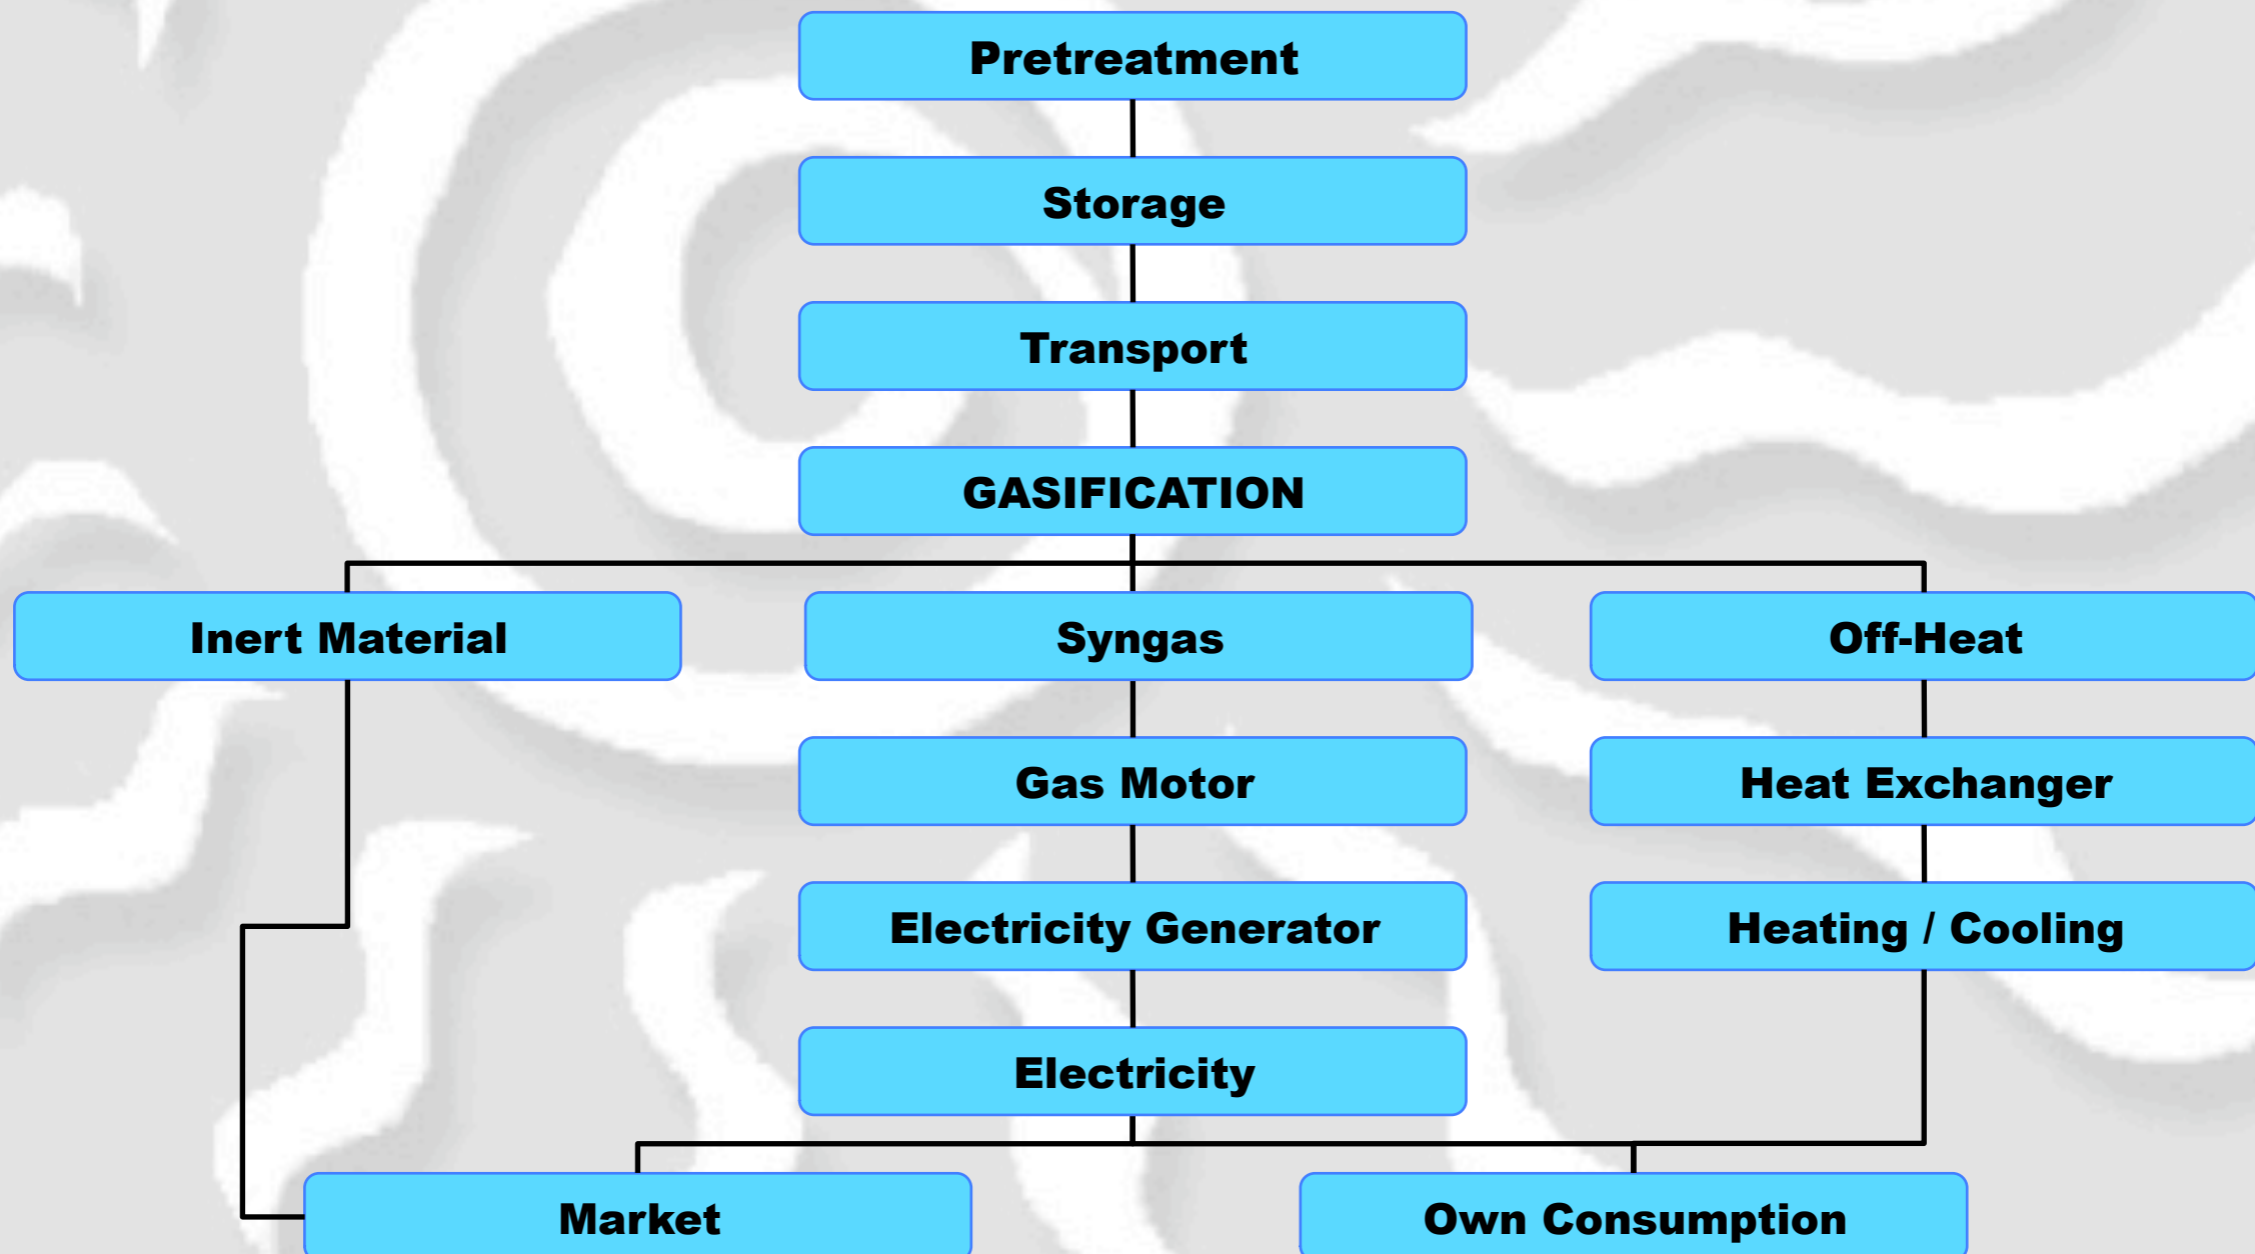 Pretreatment
Storage
Transport
GASIFICATION
Inert Material
Syngas
Off-Heat
Gas Motor
Heat Exchanger
Electricity Generator
Heating / Cooling
Electricity
Market
Own Consumption